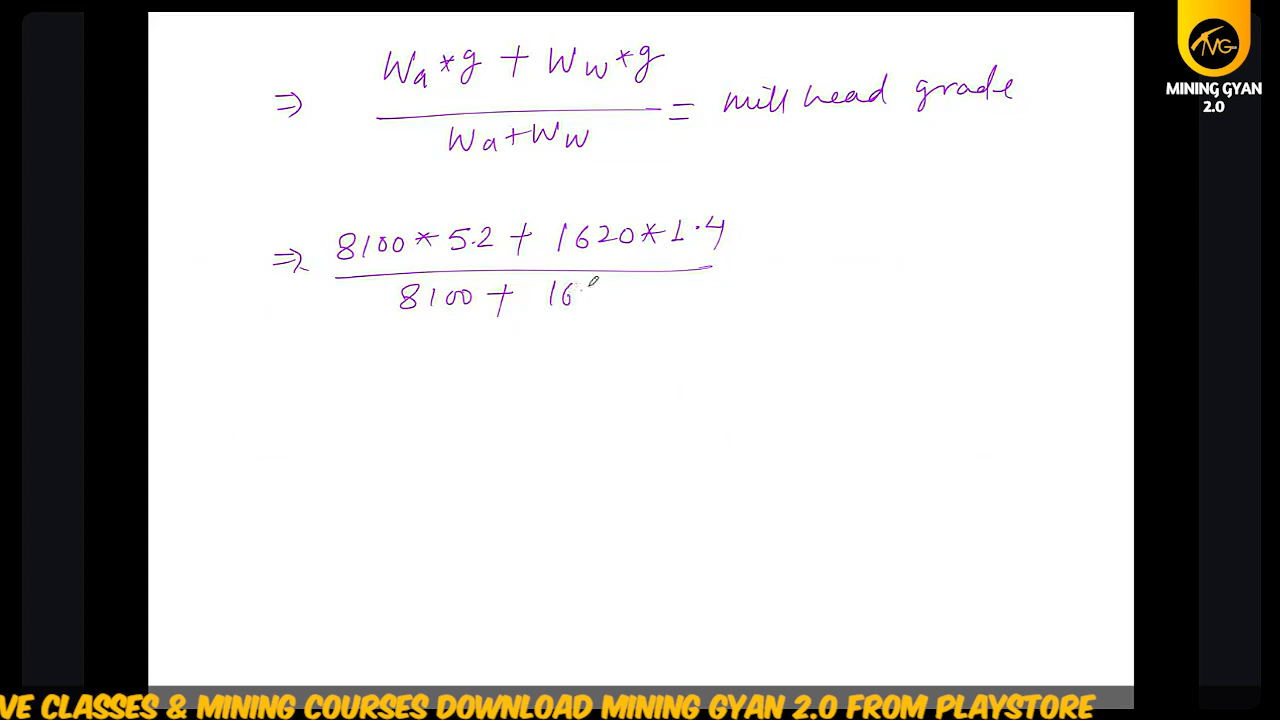 ⇒ Wa*g + Ww*g
Wa+Ww
= mill head grade
⇒ 8100*5.2 + 1620*1.4
8100 + 16
MINING GYAN
2.0
VE CLASSES & MINING COURSES DOWNLOAD MINING GYAN 2.0 FROM PLAYSTORE